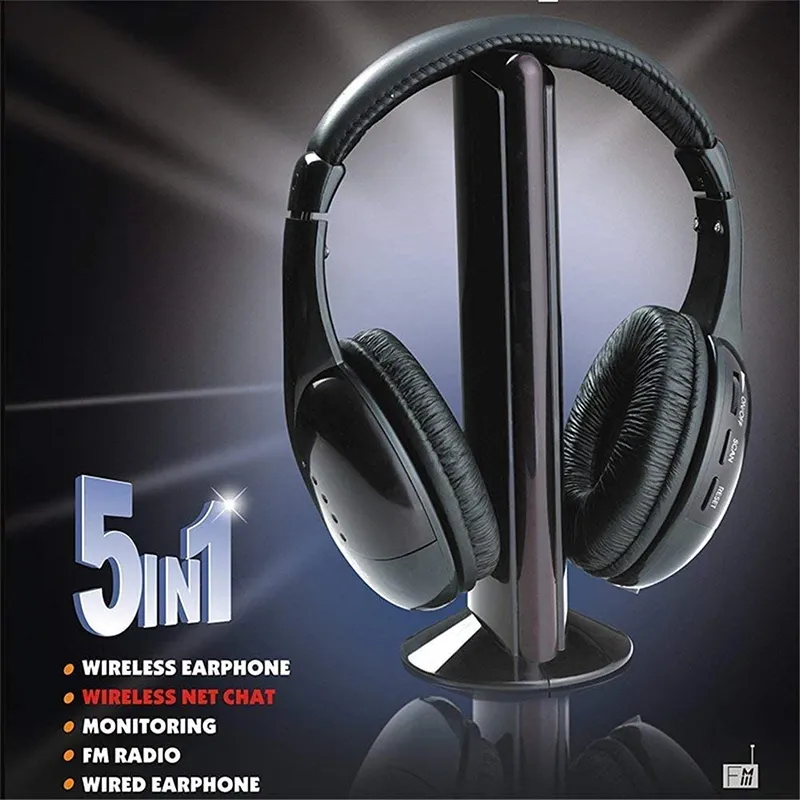 ON/OFF
SCAN
RESET
5IN1
WIRELESS EARPHONE
WIRELESS NET CHAT
MONITORING
FM RADIO
WIRED EARPHONE
FM